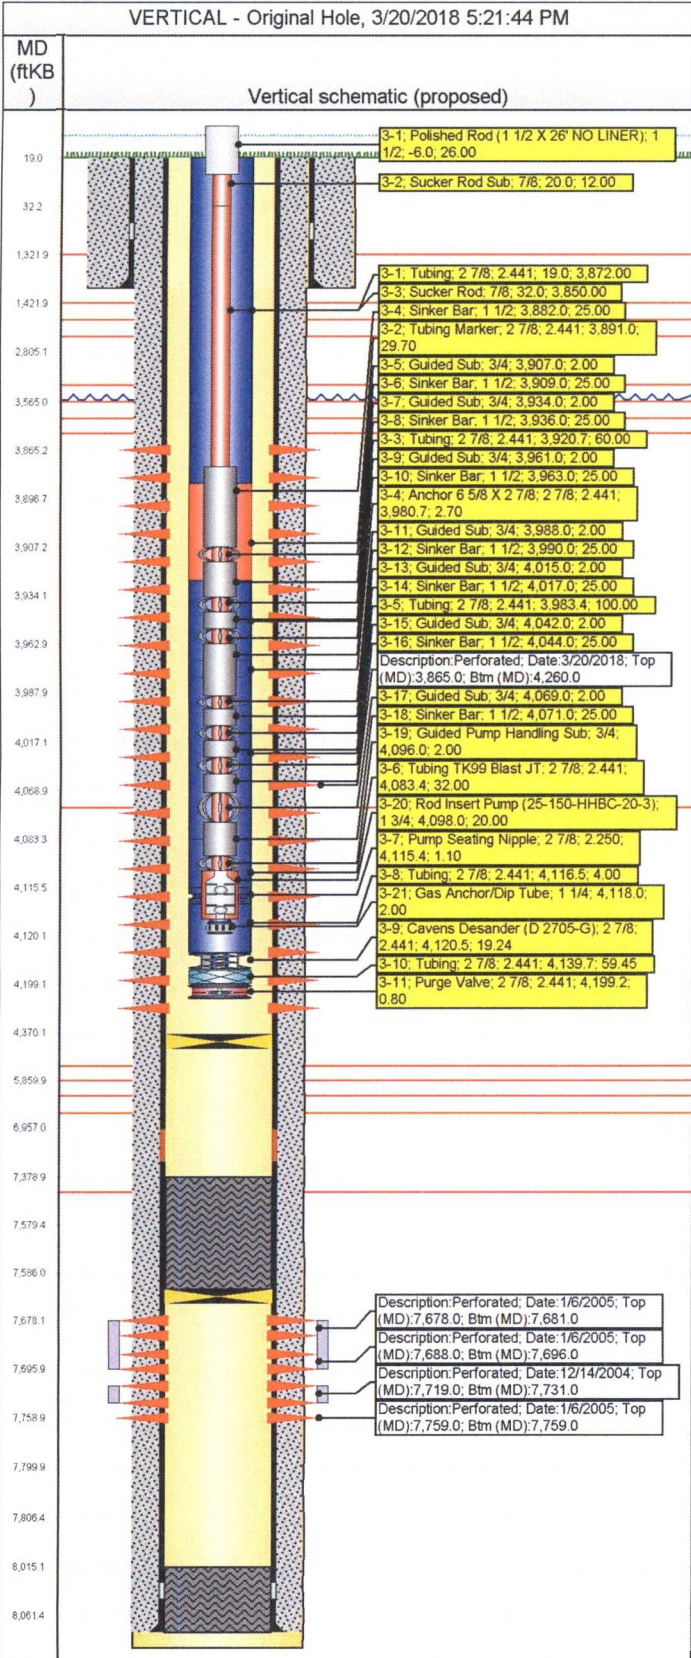 VERTICAL - Original Hole, 3/20/2018 5:21:44 PM
MD
(ftKB
)
Vertical schematic (proposed)
19.0
32.2
1,321.9
1,421.9
2,805.1
3,565.0
3,865.2
3,896.7
3,907.2
3,934.1
3,962.9
3,987.9
4,017.1
4,068.9
4,083.3
4,115.5
4,120.1
4,199.1
4,370.1
5,859.9
6,957.0
7,378.9
7,579.4
7,586.0
7,678.1
7,695.9
7,758.9
7,799.9
7,806.4
8,015.1
8,061.4
3-1; Polished Rod (1 1/2 X 26' NO LINER); 1
1/2; -6.0; 26.00
3-2; Sucker Rod Sub; 7/8; 20.0; 12.00
3-1; Tubing; 2 7/8; 2.441; 19.0; 3,872.00
3-3; Sucker Rod; 7/8; 32.0; 3,850.00
3-4; Sinker Bar; 1 1/2; 3,882.0; 25.00
3-2; Tubing Marker; 2 7/8; 2.441; 3,891.0;
29.70
3-5; Guided Sub; 3/4; 3,907.0; 2.00
3-6; Sinker Bar; 1 1/2; 3,909.0; 25.00
3-7; Guided Sub; 3/4; 3,934.0; 2.00
3-8; Sinker Bar; 1 1/2; 3,936.0; 25.00
3-3; Tubing; 2 7/8; 2.441; 3,920.7; 60.00
3-9; Guided Sub; 3/4; 3,961.0; 2.00
3-10; Sinker Bar; 1 1/2; 3,963.0; 25.00
3-4; Anchor 6 5/8 X 2 7/8; 2 7/8; 2.441;
3,980.7; 2.70
3-11; Guided Sub; 3/4; 3,988.0; 2.00
3-12; Sinker Bar; 1 1/2; 3,990.0; 25.00
3-13; Guided Sub; 3/4; 4,015.0; 2.00
3-14; Sinker Bar; 1 1/2; 4,017.0; 25.00
3-5; Tubing; 2 7/8; 2.441; 3,983.4; 100.00
3-15; Guided Sub; 3/4; 4,042.0; 2.00
3-16; Sinker Bar; 1 1/2; 4,044.0; 25.00
Description:Perforated; Date:3/20/2018; Top
(MD):3,865.0; Btm (MD):4,260.0
3-17; Guided Sub; 3/4; 4,069.0; 2.00
3-18; Sinker Bar; 1 1/2; 4,071.0; 25.00
3-19; Guided Pump Handling Sub; 3/4;
4,096.0; 2.00
3-6; Tubing TK99 Blast JT; 2 7/8; 2.441;
4,083.4; 32.00
3-20; Rod Insert Pump (25-150-HHBC-20-3);
1 3/4; 4,098.0; 20.00
3-7; Pump Seating Nipple; 2 7/8; 2.250;
4,115.4; 1.10
3-8; Tubing; 2 7/8; 2.441; 4,116.5; 4.00
3-21; Gas Anchor/Dip Tube; 1 1/4; 4,118.0;
2.00
3-9; Cavens Desander (D 2705-G); 2 7/8;
2.441; 4,120.5; 19.24
3-10; Tubing; 2 7/8; 2.441; 4,139.7; 59.45
3-11; Purge Valve; 2 7/8; 2.441; 4,199.2;
0.80
Description:Perforated; Date:1/6/2005; Top
(MD):7,678.0; Btm (MD):7,681.0
Description:Perforated; Date:1/6/2005; Top
(MD):7,688.0; Btm (MD):7,696.0
Description:Perforated; Date:12/14/2004; Top
(MD):7,719.0; Btm (MD):7,731.0
Description:Perforated; Date:1/6/2005; Top
(MD):7,759.0; Btm (MD):7,759.0